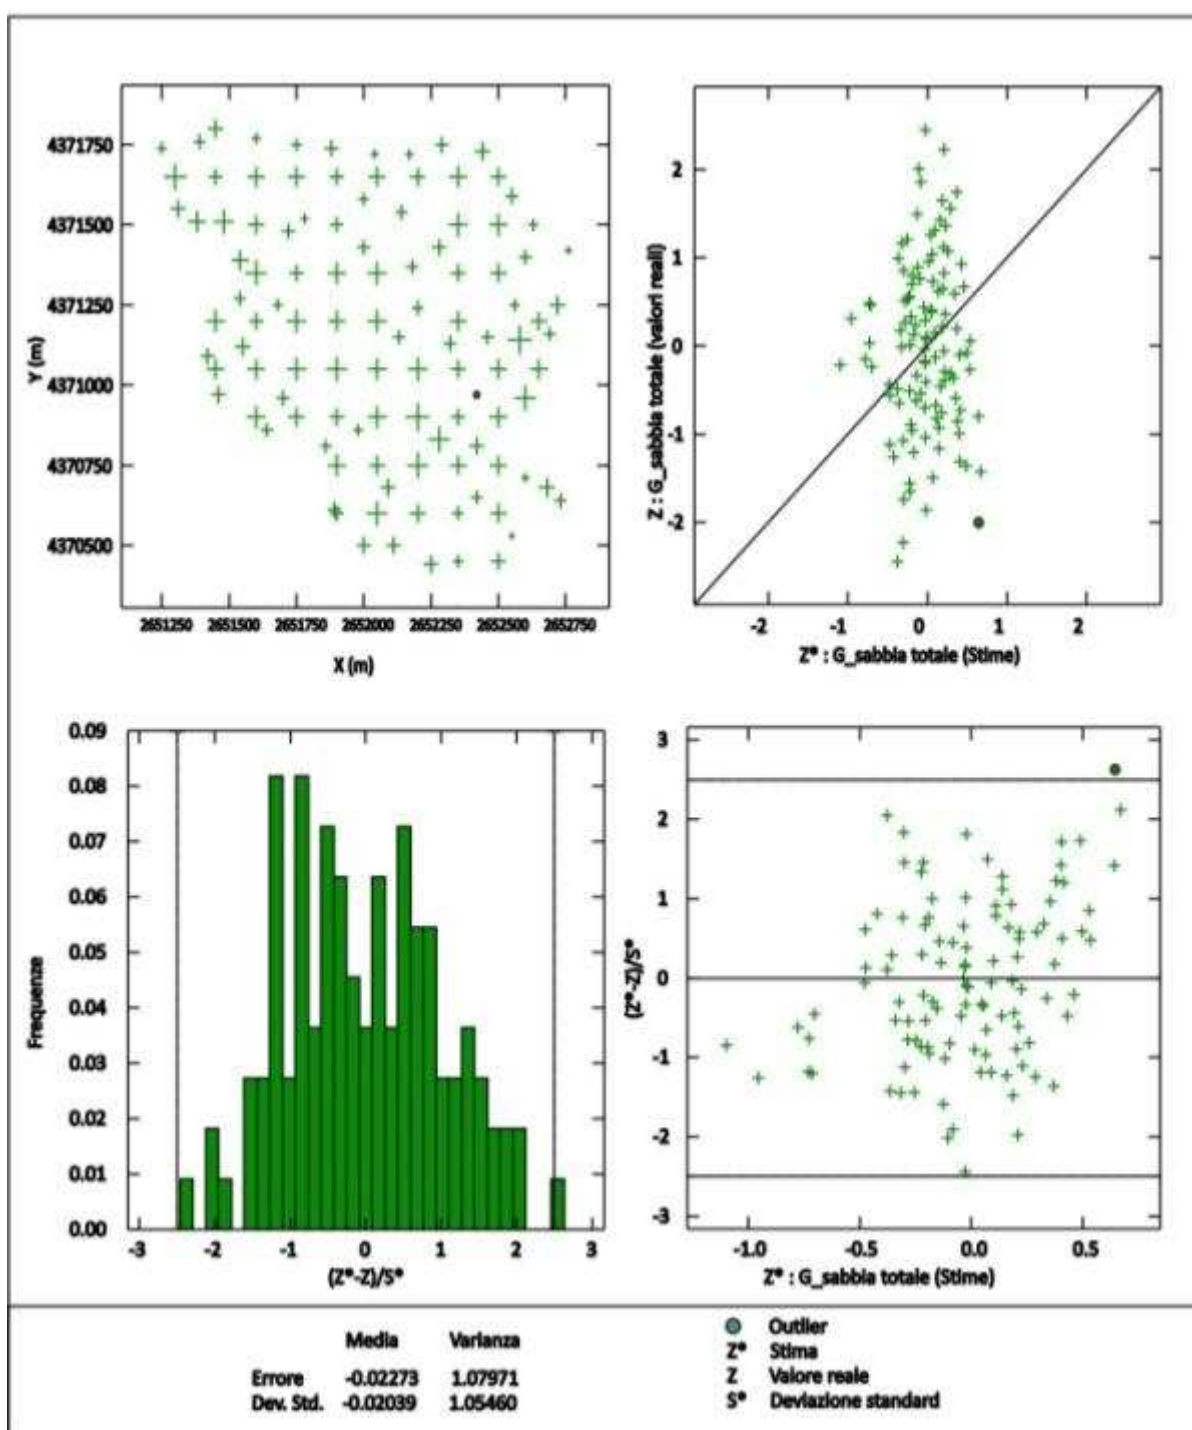 4371750
4371500
4371250
4371000
4370750
4370500
Y (m)
2651250 2651500 2651750 2652000 2652250 2652500 2652750
X (m)
2
1
0
-1
-2
Z : G_sabbia totale (valori reali)
-2 -1 0 1 2
Z* : G_sabbia totale (Stime)
0.09
0.08
0.07
0.06
0.05
0.04
0.03
0.02
0.01
0.00
Frequenze
-3 -2 -1 0 1 2 3
(Z*-Z)/S*
3
2
1
0
-1
-2
-3
(Z*-Z)/S*
-1.0 -0.5 0.0 0.5
Z* : G_sabbia totale (Stime)
Media Varianza
Errore -0.02273 1.07971
Dev. Std. -0.02039 1.05460
Outlier
Z* Stima
Z Valore reale
S* Deviazione standard